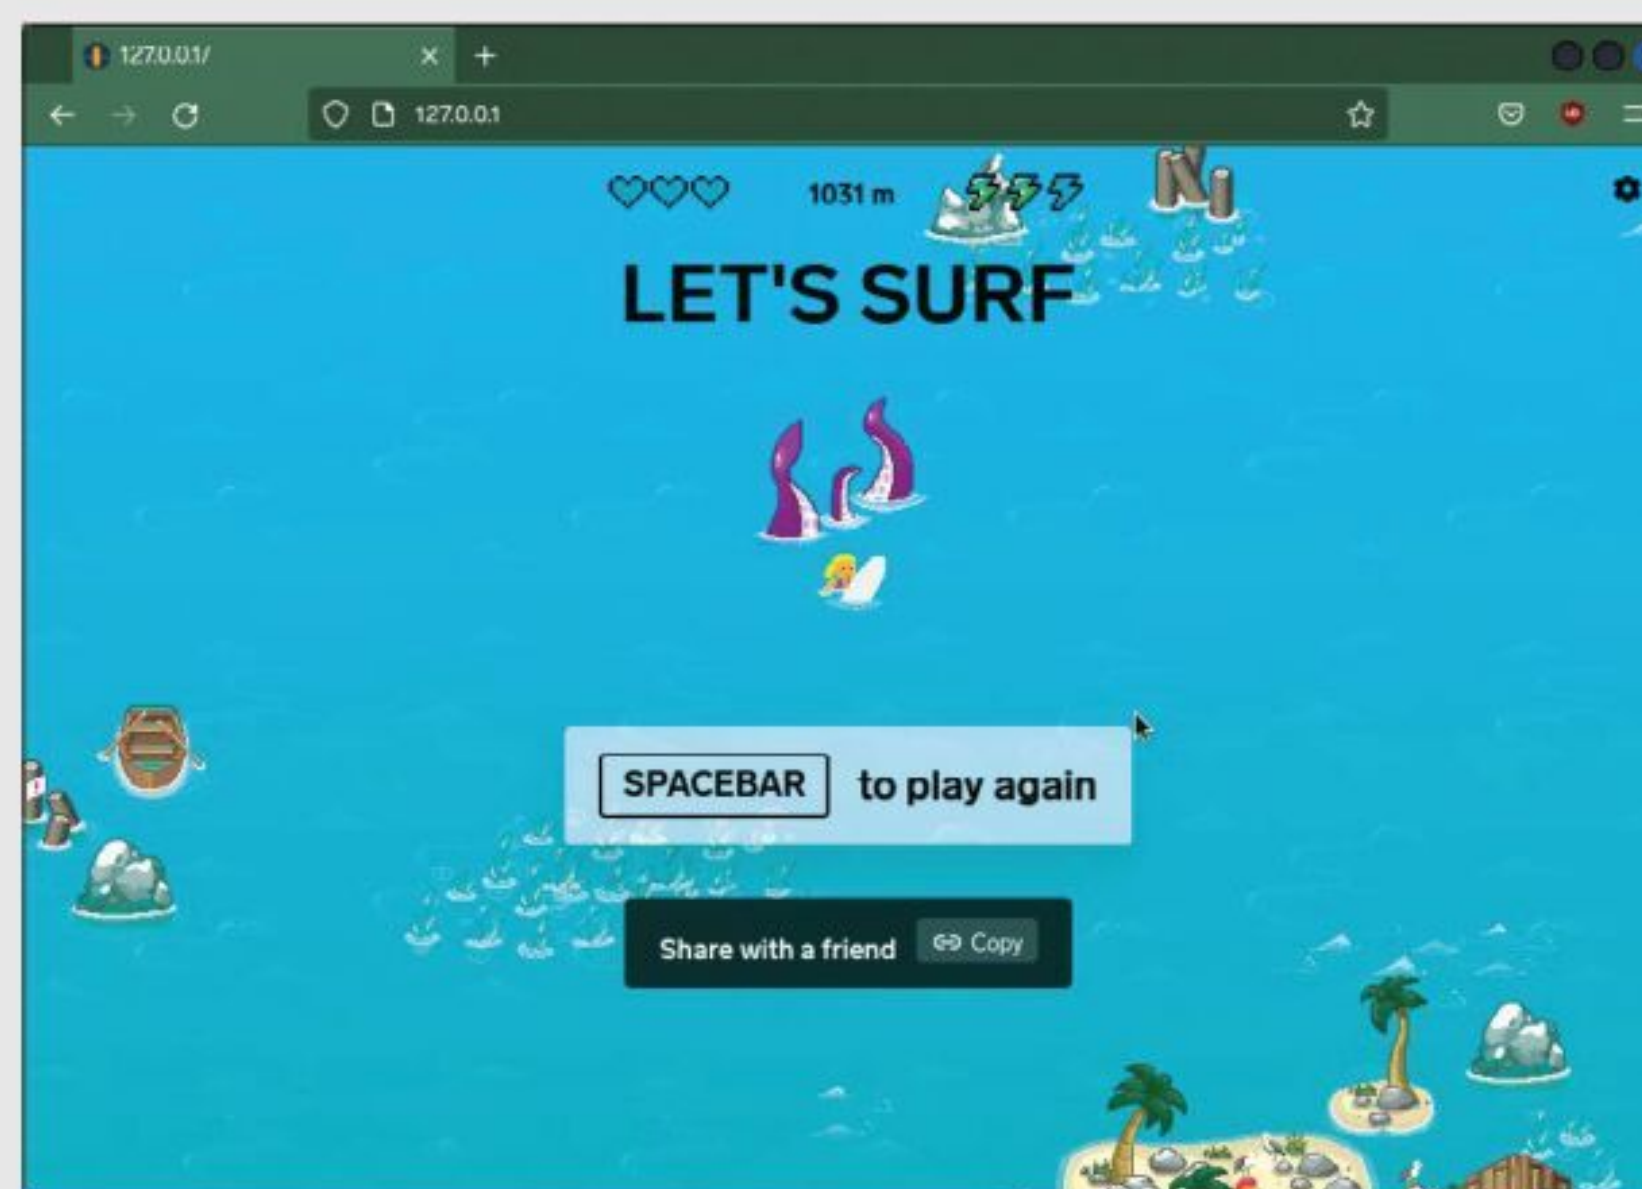 127.0.0.1/
127.0.0.1
1031 m
LET'S SURF
SPACEBAR to play again
Share with a friend Copy